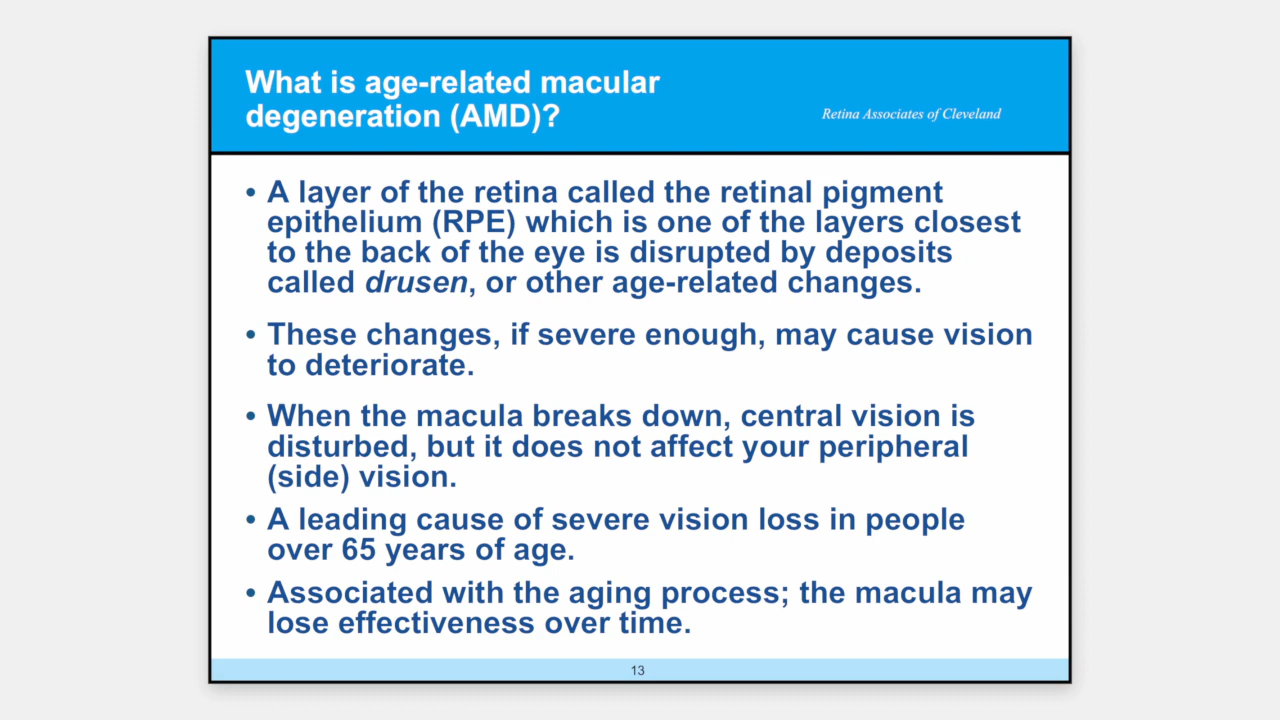 What is age-related macular
degeneration (AMD)?
Retina Associates of Cleveland
• A layer of the retina called the retinal pigment
epithelium (RPE) which is one of the layers closest
to the back of the eye is disrupted by deposits
called drusen, or other age-related changes.
• These changes, if severe enough, may cause vision
to deteriorate.
• When the macula breaks down, central vision is
disturbed, but it does not affect your peripheral
(side) vision.
• A leading cause of severe vision loss in people
over 65 years of age.
• Associated with the aging process; the macula may
lose effectiveness over time.
13